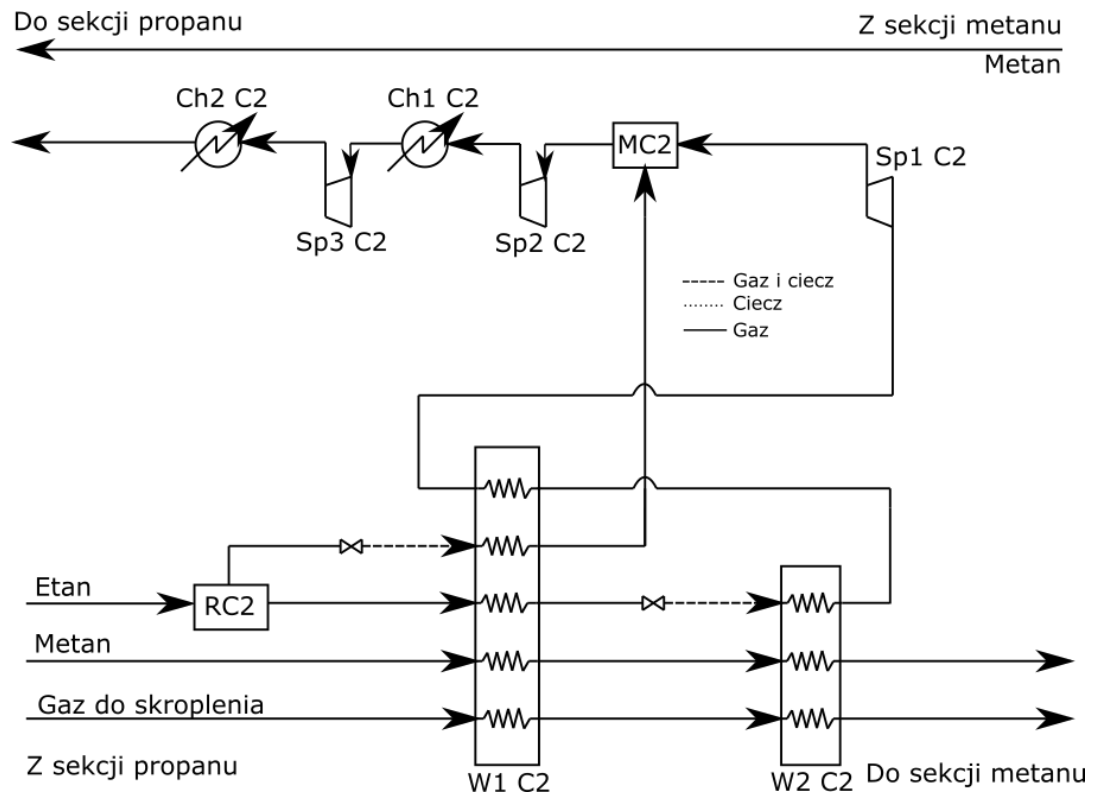 Do sekcji propanu
Z sekcji metanu
Metan
Ch2 C2
Ch1 C2
MC2
Sp1 C2
Sp3 C2
Sp2 C2
Gaz i ciecz
Ciecz
Gaz
Etan
RC2
Metan
Gaz do skroplenia
Z sekcji propanu
W1 C2
W2 C2
Do sekcji metanu